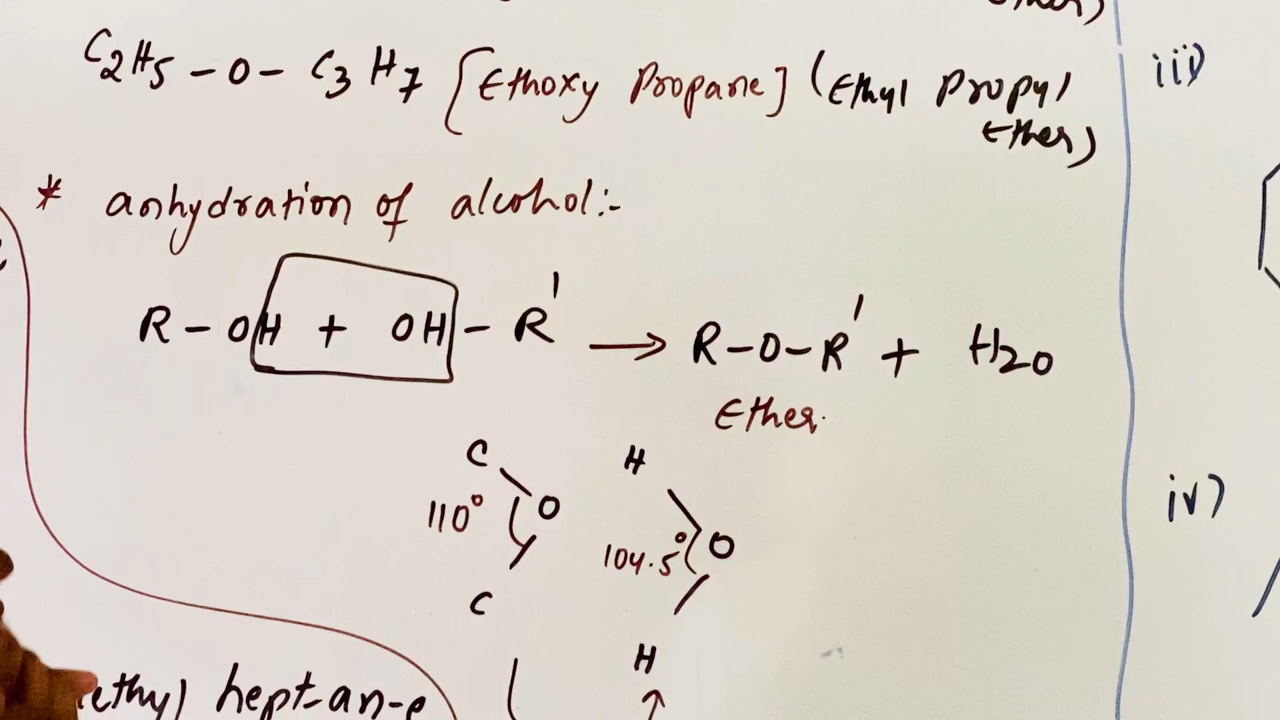 C2H5 - O - C3H7 [Ethoxy Propane] (Ethyl Propyl
Ether)
iii)
* anhydration of alcohol:-
R - OH + OH - R' → R-O-R' + H2O
Ether.
C
H
110° O
104.5° O
C
H
iv)
ethyl hept-an-e